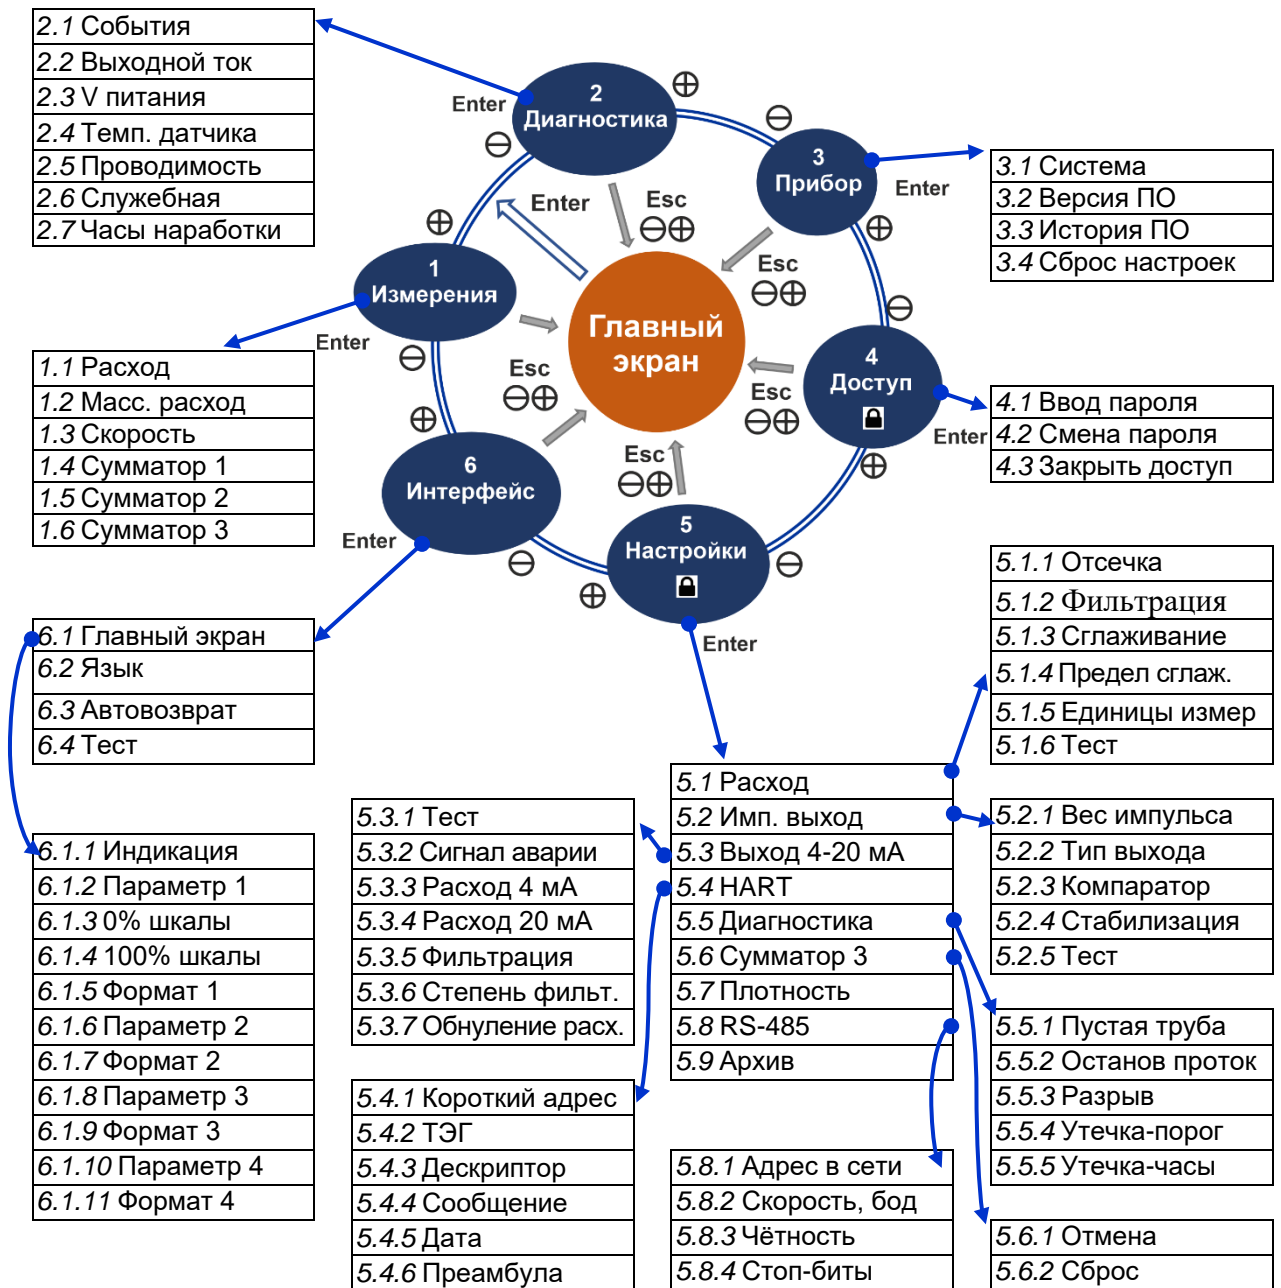 2.1 События
2.2 Выходной ток
2.3 V питания
2.4 Темп. датчика
2.5 Проводимость
2.6 Служебная
2.7 Часы наработки
Enter
2
Диагностика
⊕
⊖
⊖
3
Прибор
Enter
⊕
3.1 Система
3.2 Версия ПО
3.3 История ПО
3.4 Сброс настроек
Enter
Esc
⊖⊕
Esc
⊖⊕
⊕
1
Измерения
Enter
⊖
⊖
Главный
экран
4
Доступ
Enter
⊕
Esc
⊖⊕
Esc
⊖⊕
Esc
⊖⊕
1.1 Расход
1.2 Масс. расход
1.3 Скорость
1.4 Сумматор 1
1.5 Сумматор 2
1.6 Сумматор 3
4.1 Ввод пароля
4.2 Смена пароля
4.3 Закрыть доступ
⊕
6
Интерфейс
Enter
⊖
5
Настройки
⊕
⊖
Enter
6.1 Главный экран
6.2 Язык
6.3 Автовозврат
6.4 Тест
5.1.1 Отсечка
5.1.2 Фильтрация
5.1.3 Сглаживание
5.1.4 Предел сглаж.
5.1.5 Единицы измер
5.1.6 Тест
5.1 Расход
5.2 Имп. выход
5.3 Выход 4-20 мА
5.4 HART
5.5 Диагностика
5.6 Сумматор 3
5.7 Плотность
5.8 RS-485
5.9 Архив
5.3.1 Тест
5.3.2 Сигнал аварии
5.3.3 Расход 4 мА
5.3.4 Расход 20 мА
5.3.5 Фильтрация
5.3.6 Степень фильт.
5.3.7 Обнуление расх.
5.2.1 Вес импульса
5.2.2 Тип выхода
5.2.3 Компаратор
5.2.4 Стабилизация
5.2.5 Тест
6.1.1 Индикация
6.1.2 Параметр 1
6.1.3 0% шкалы
6.1.4 100% шкалы
6.1.5 Формат 1
6.1.6 Параметр 2
6.1.7 Формат 2
6.1.8 Параметр 3
6.1.9 Формат 3
6.1.10 Параметр 4
6.1.11 Формат 4
5.5.1 Пустая труба
5.5.2 Останов проток
5.5.3 Разрыв
5.5.4 Утечка-порог
5.5.5 Утечка-часы
5.4.1 Короткий адрес
5.4.2 ТЭГ
5.4.3 Дескриптор
5.4.4 Сообщение
5.4.5 Дата
5.4.6 Преамбула
5.8.1 Адрес в сети
5.8.2 Скорость, бод
5.8.3 Чётность
5.8.4 Стоп-биты
5.6.1 Отмена
5.6.2 Сброс